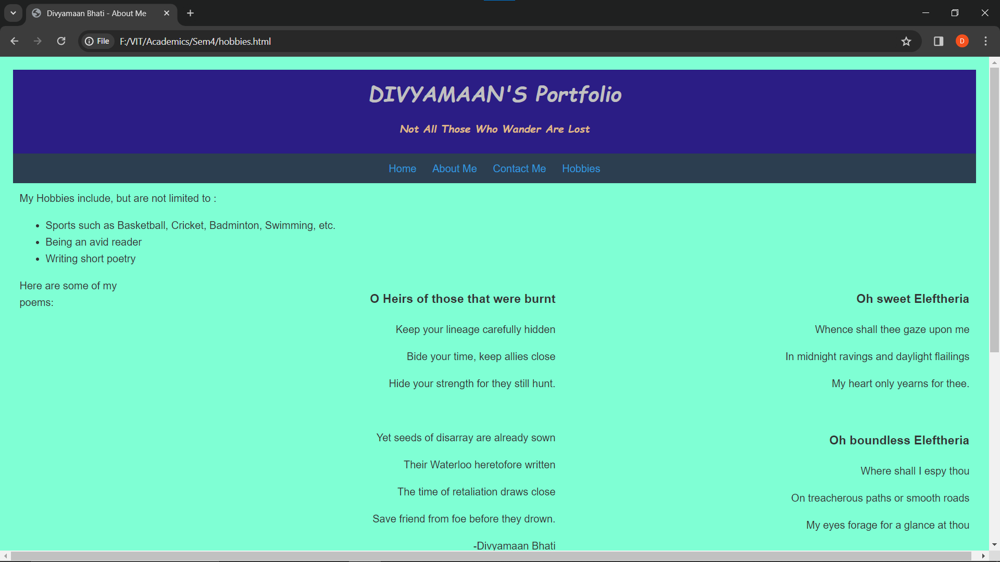 Divyamaan Bhati - About Me
File F:/VIT/Academics/Sem4/hobbies.html
D
DIVYAMAAN'S Portfolio
Not All Those Who Wander Are Lost
Home About Me Contact Me Hobbies
My Hobbies include, but are not limited to :
• Sports such as Basketball, Cricket, Badminton, Swimming, etc.
• Being an avid reader
• Writing short poetry
Here are some of my
poems:
O Heirs of those that were burnt
Keep your lineage carefully hidden
Bide your time, keep allies close
Hide your strength for they still hunt.
Yet seeds of disarray are already sown
Their Waterloo heretofore written
The time of retaliation draws close
Save friend from foe before they drown.
-Divyamaan Bhati
Oh sweet Eleftheria
Whence shall thee gaze upon me
In midnight ravings and daylight flailings
My heart only yearns for thee.
Oh boundless Eleftheria
Where shall I espy thou
On treacherous paths or smooth roads
My eyes forage for a glance at thou